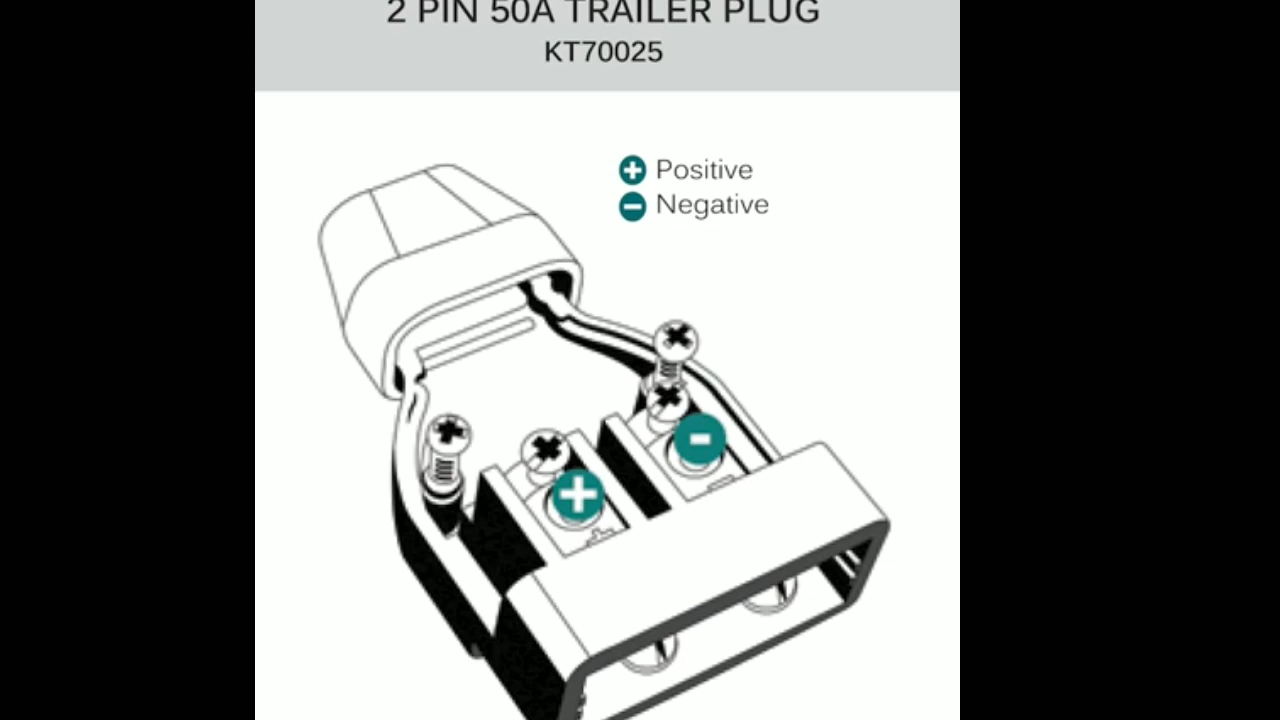 2 PIN 50A TRAILER PLUG
KT70025
+ Positive
- Negative
-
+